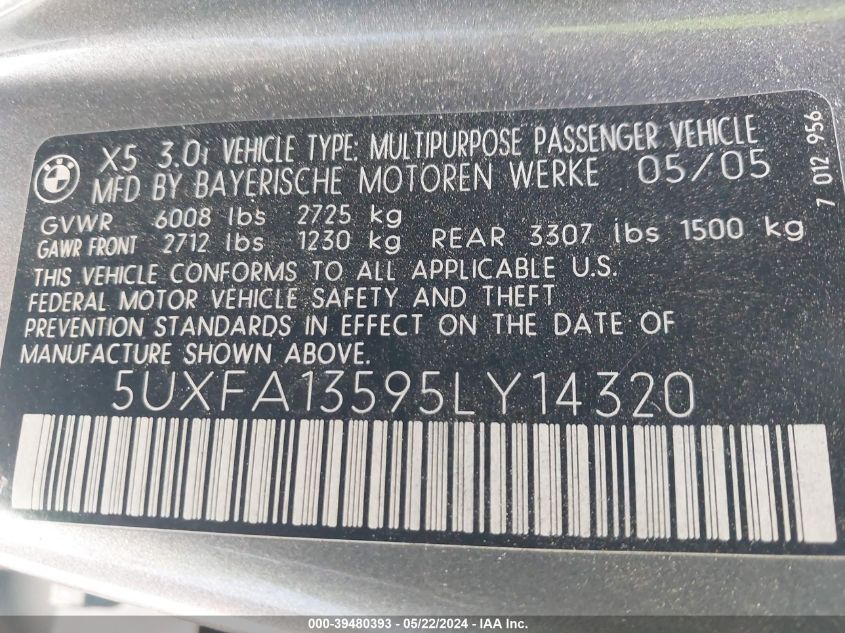 X5 3.0i VEHICLE TYPE: MULTIPURPOSE PASSENGER VEHICLE
MFD BY BAYERISCHE MOTOREN WERKE 05/05
GVWR 6008 lbs 2725 kg
GAWR FRONT 2712 lbs 1230 kg REAR 3307 lbs 1500 kg
THIS VEHICLE CONFORMS TO ALL APPLICABLE U.S.
FEDERAL MOTOR VEHICLE SAFETY AND THEFT
PREVENTION STANDARDS IN EFFECT ON THE DATE OF
MANUFACTURE SHOWN ABOVE.
5UXFA13595LY14320
7 012 956
000-39480393 - 05/22/2024 - IAA Inc.